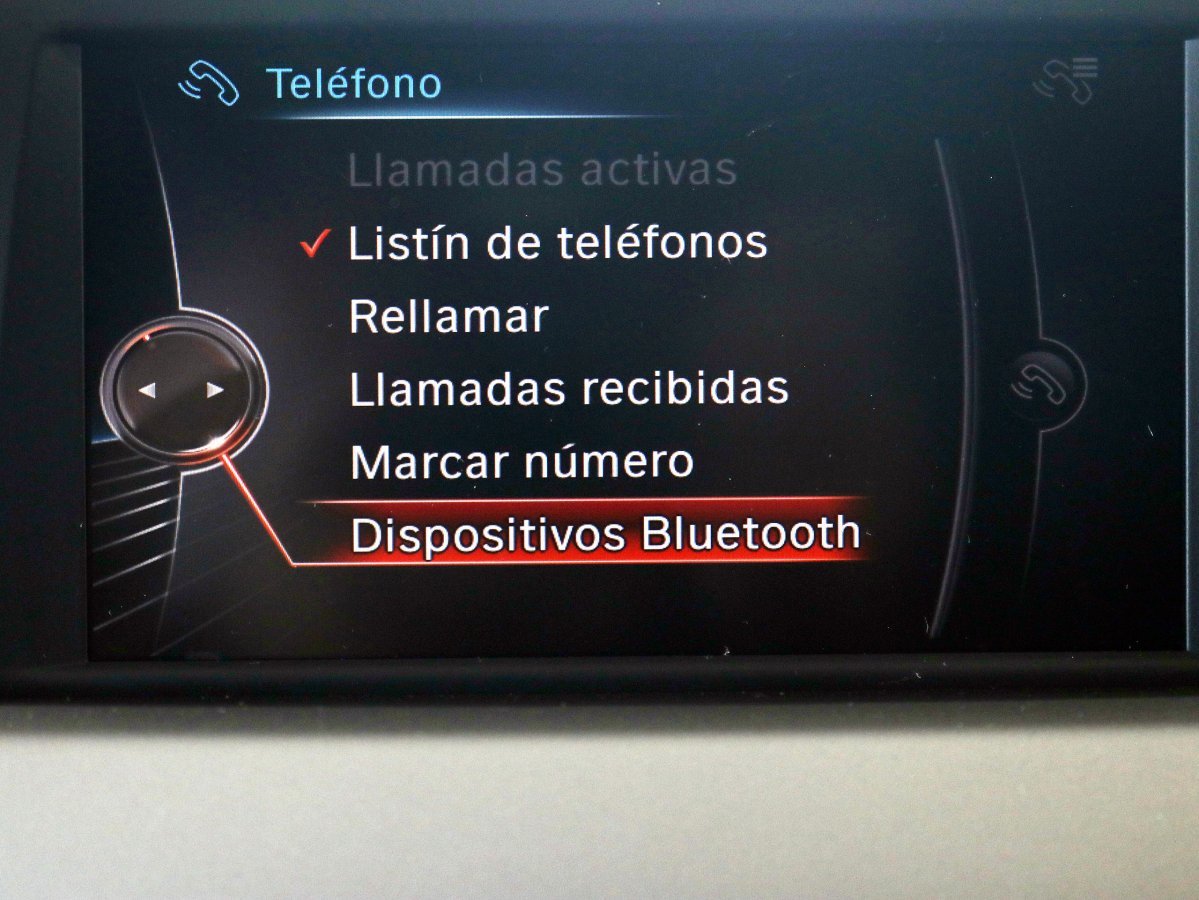 Teléfono
Llamadas activas
Listín de teléfonos
Rellamar
Llamadas recibidas
Marcar número
Dispositivos Bluetooth